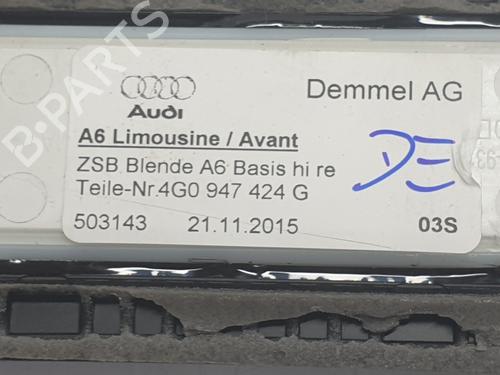 Demmel AG
Audi
A6 Limousine / Avant
ZSB Blende A6 Basis hi re
Teile-Nr.4G0 947 424 G
DE
503143 21.11.2015 03S